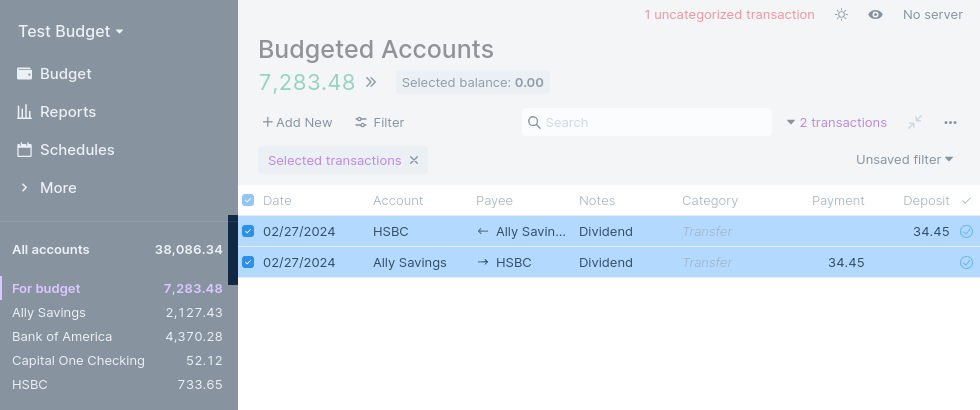 Test Budget
Budget
Reports
Schedules
More
All accounts 38,086.34
For budget 7,283.48
Ally Savings 2,127.43
Bank of America 4,370.28
Capital One Checking 52.12
HSBC 733.65
1 uncategorized transaction No server
Budgeted Accounts
7,283.48 Selected balance: 0.00
Add New Filter Search 2 transactions
Selected transactions Unsaved filter
Date Account Payee Notes Category Payment Deposit
02/27/2024 HSBC ← Ally Savin... Dividend Transfer 34.45
02/27/2024 Ally Savings → HSBC Dividend Transfer 34.45